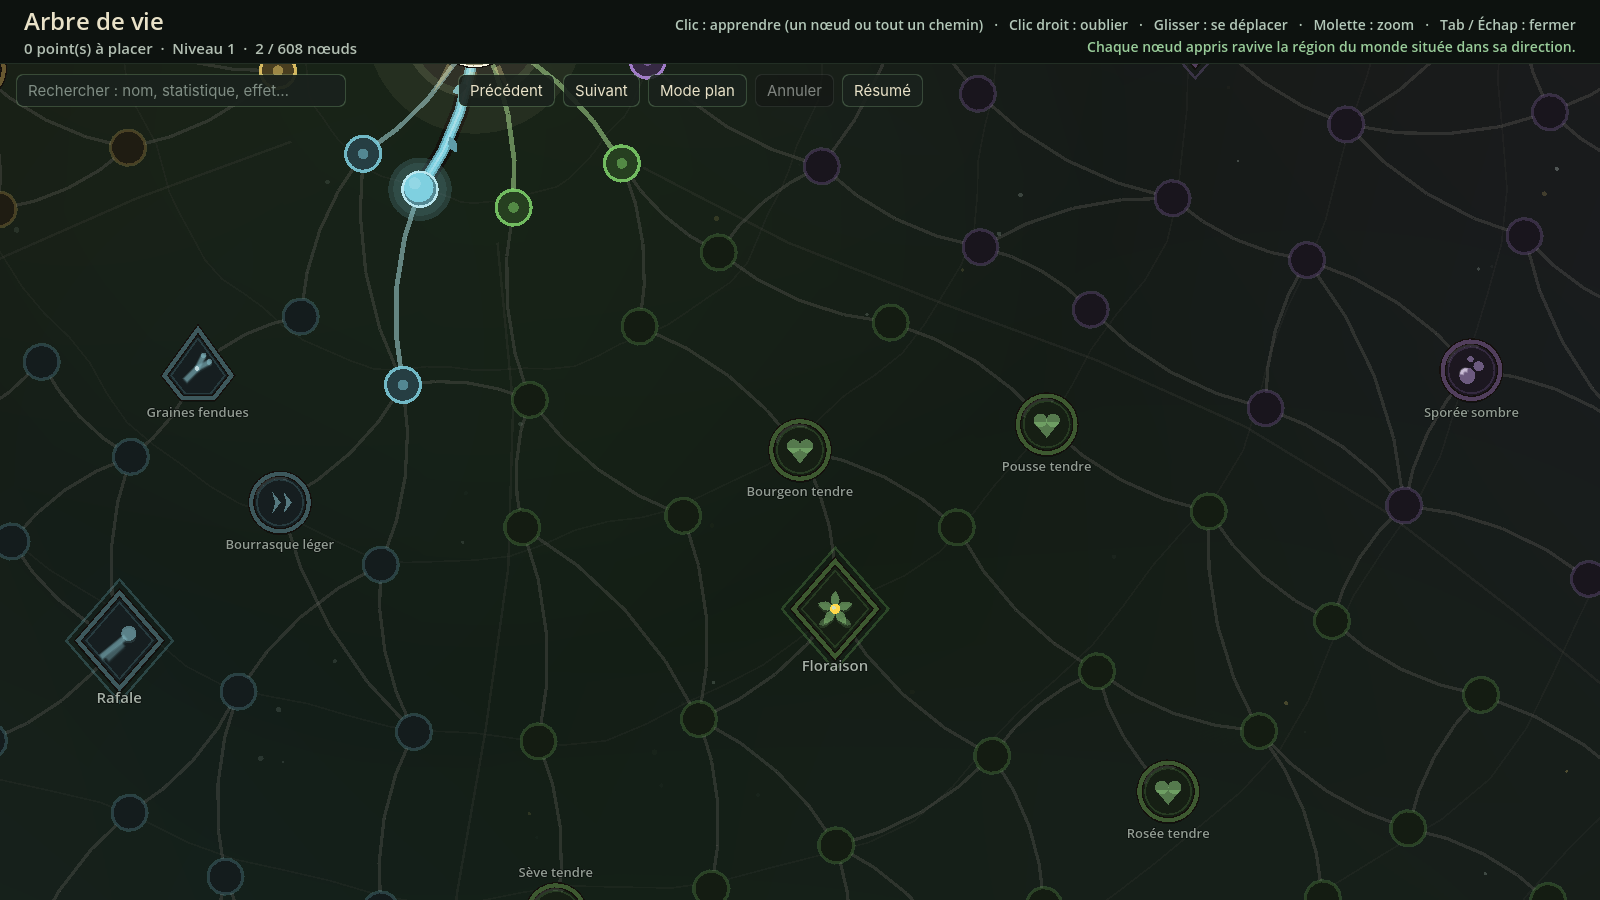 Arbre de vie
0 point(s) à placer · Niveau 1 · 2 / 608 nœuds
Clic : apprendre (un nœud ou tout un chemin) · Clic droit : oublier · Glisser : se déplacer · Molette : zoom · Tab / Échap : fermer
Chaque nœud appris ravive la région du monde située dans sa direction.
Rechercher : nom, statistique, effet...
Précédent
Suivant
Mode plan
Annuler
Résumé
Graines fendues
Sporée sombre
Pousse tendre
Bourgeon tendre
Bourrasque léger
Floraison
Rafale
Rosée tendre
Sève tendre